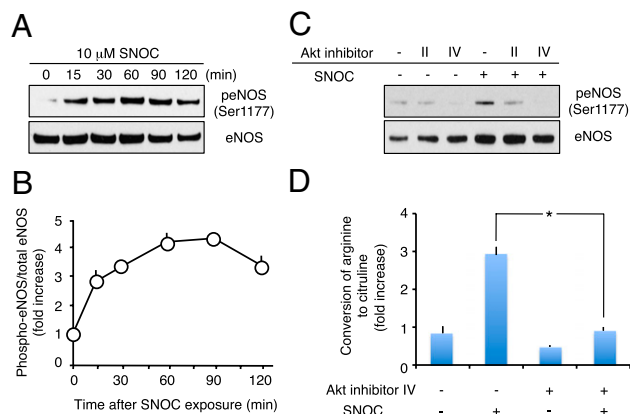 A
10 μM SNOC
0 15 30 60 90 120 (min)
peNOS
(Ser1177)
eNOS
B
Phospho-eNOS/total eNOS
(fold increase)
5
4
3
2
1
0
0 30 60 90 120
Time after SNOC exposure (min)
C
Akt inhibitor - II IV - II IV
SNOC - - - + + +
peNOS
(Ser1177)
eNOS
D
Conversion of arginine
to citruline
(fold increase)
4
3
2
1
0
*
Akt inhibitor IV - - + +
SNOC - + - +